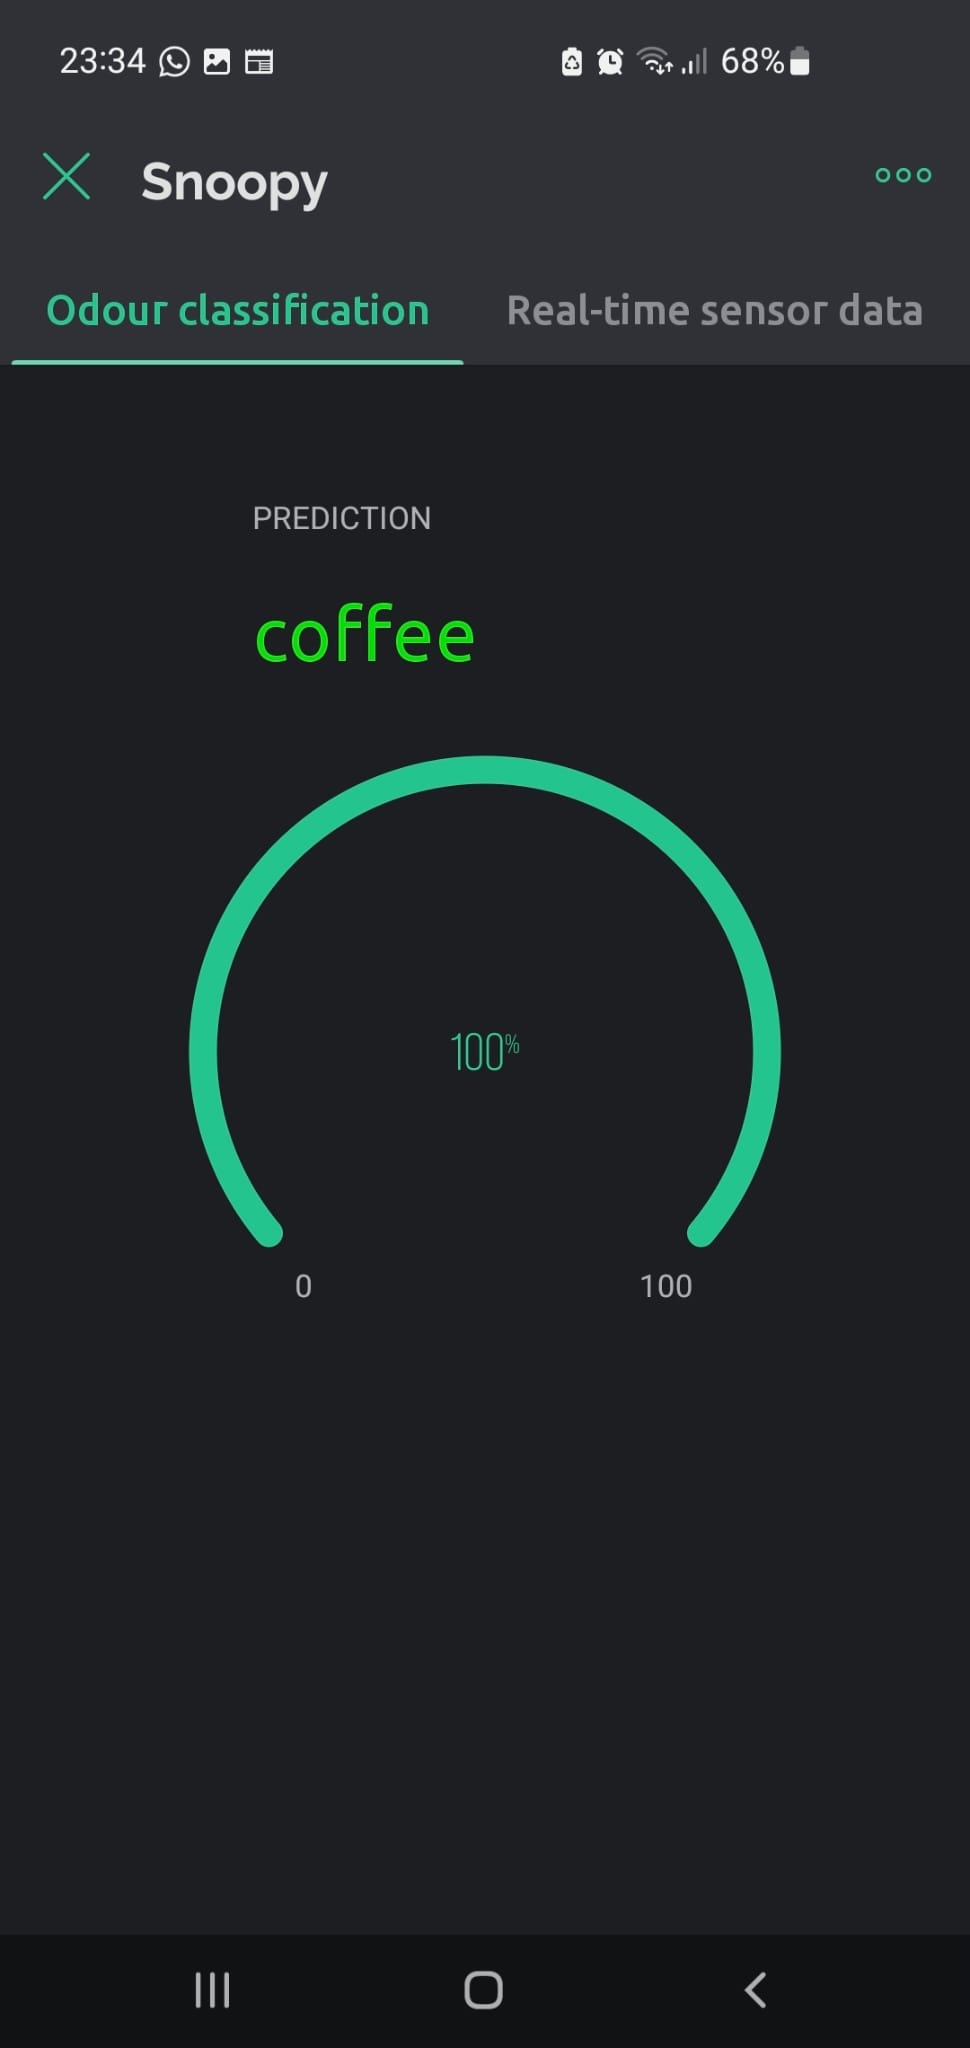 23:34 68%
Snoopy
Odour classification Real-time sensor data
PREDICTION
coffee
100%
0 100